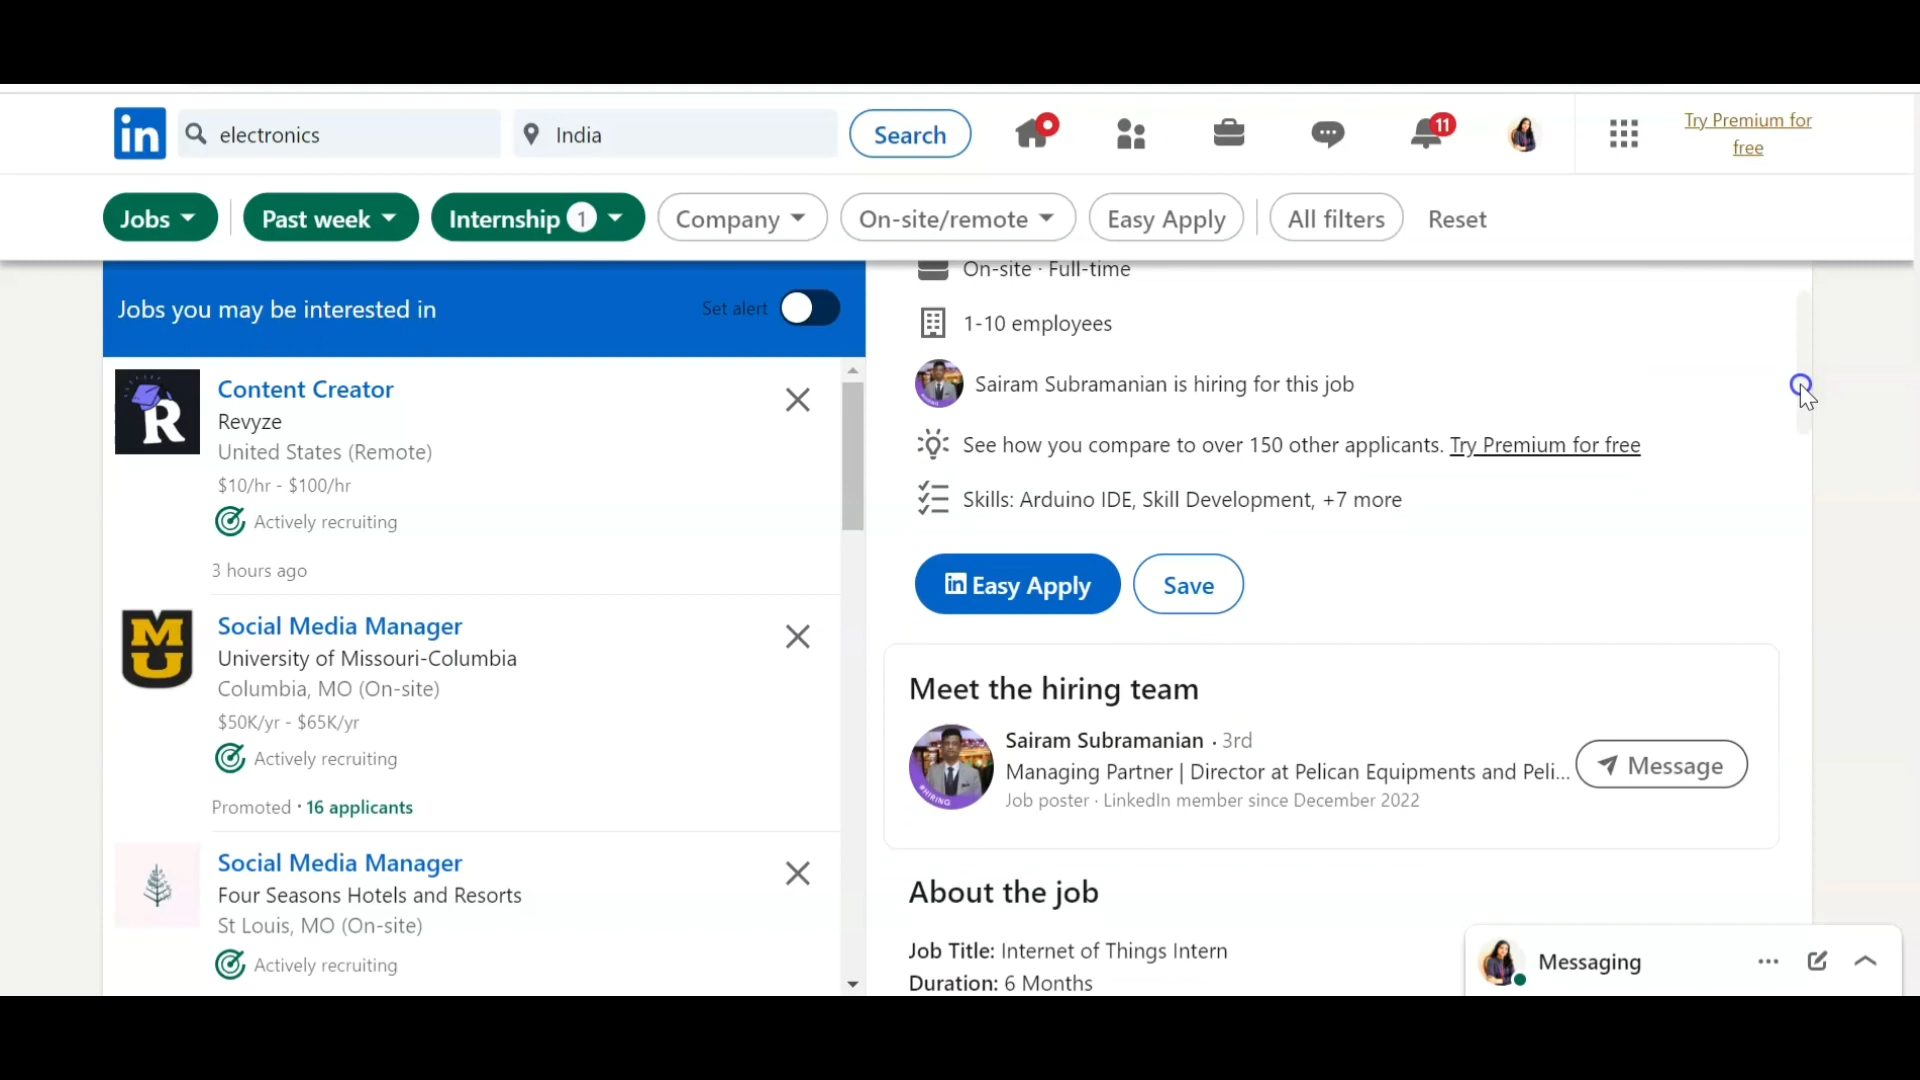 in
electronics
India
Search
11
Try Premium for
free
Jobs
Past week
Internship 1
Company
On-site/remote
Easy Apply
All filters
Reset
Jobs you may be interested in
Set alert
R
Content Creator
Revyze
United States (Remote)
$10/hr - $100/hr
Actively recruiting
3 hours ago
MU
Social Media Manager
University of Missouri-Columbia
Columbia, MO (On-site)
$50K/yr - $65K/yr
Actively recruiting
Promoted · 16 applicants
Social Media Manager
Four Seasons Hotels and Resorts
St Louis, MO (On-site)
Actively recruiting
On-site · Full-time
1-10 employees
Sairam Subramanian is hiring for this job
See how you compare to over 150 other applicants. Try Premium for free
Skills: Arduino IDE, Skill Development, +7 more
in Easy Apply
Save
Meet the hiring team
#HIRING
Sairam Subramanian · 3rd
Managing Partner | Director at Pelican Equipments and Peli...
Job poster · LinkedIn member since December 2022
Message
About the job
Job Title: Internet of Things Intern
Duration: 6 Months
Messaging